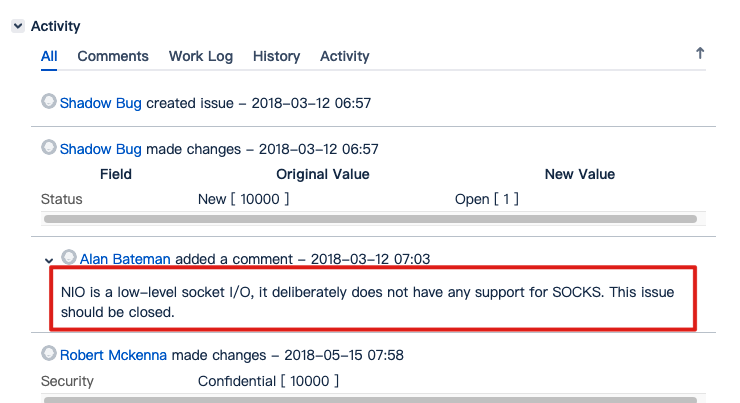 Activity
All Comments Work Log History Activity
Shadow Bug created issue - 2018-03-12 06:57
Shadow Bug made changes - 2018-03-12 06:57
Field Original Value New Value
Status New [ 10000 ] Open [ 1 ]
Alan Bateman added a comment - 2018-03-12 07:03
NIO is a low-level socket I/O, it deliberately does not have any support for SOCKS. This issue
should be closed.
Robert Mckenna made changes - 2018-05-15 07:58
Security Confidential [ 10000 ]